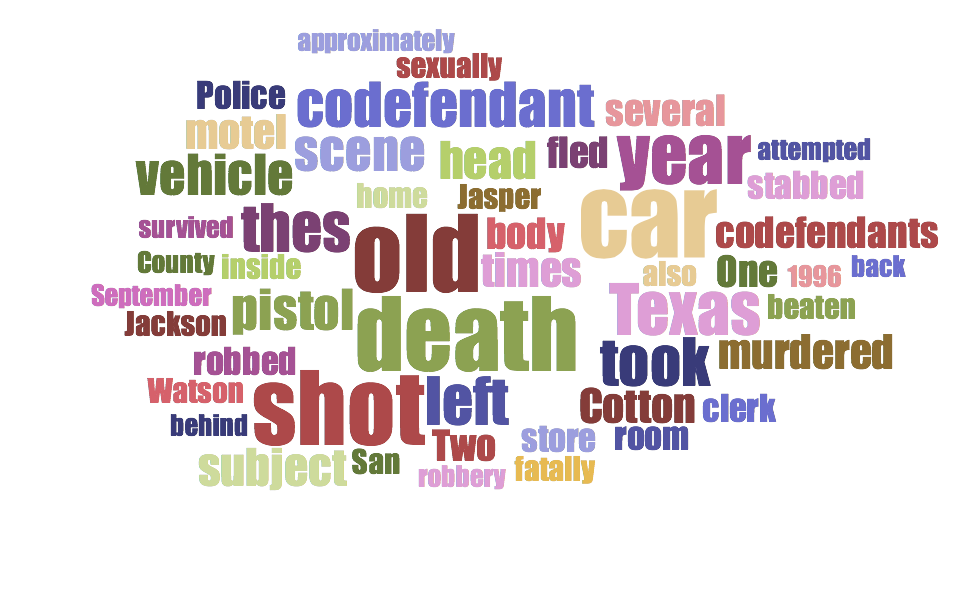 approximately
sexually
Police
codefendant
several
motel
scene
head
fled
year
attempted
vehicle
stabbed
home
Jasper
car
survived
thes
old
body
codefendants
County
inside
times
also
One
1996
back
September
pistol
death
Texas
beaten
Jackson
robbed
took
murdered
Watson
shot
left
Cotton
clerk
behind
Two
store
room
subject
San
robbery
fatally